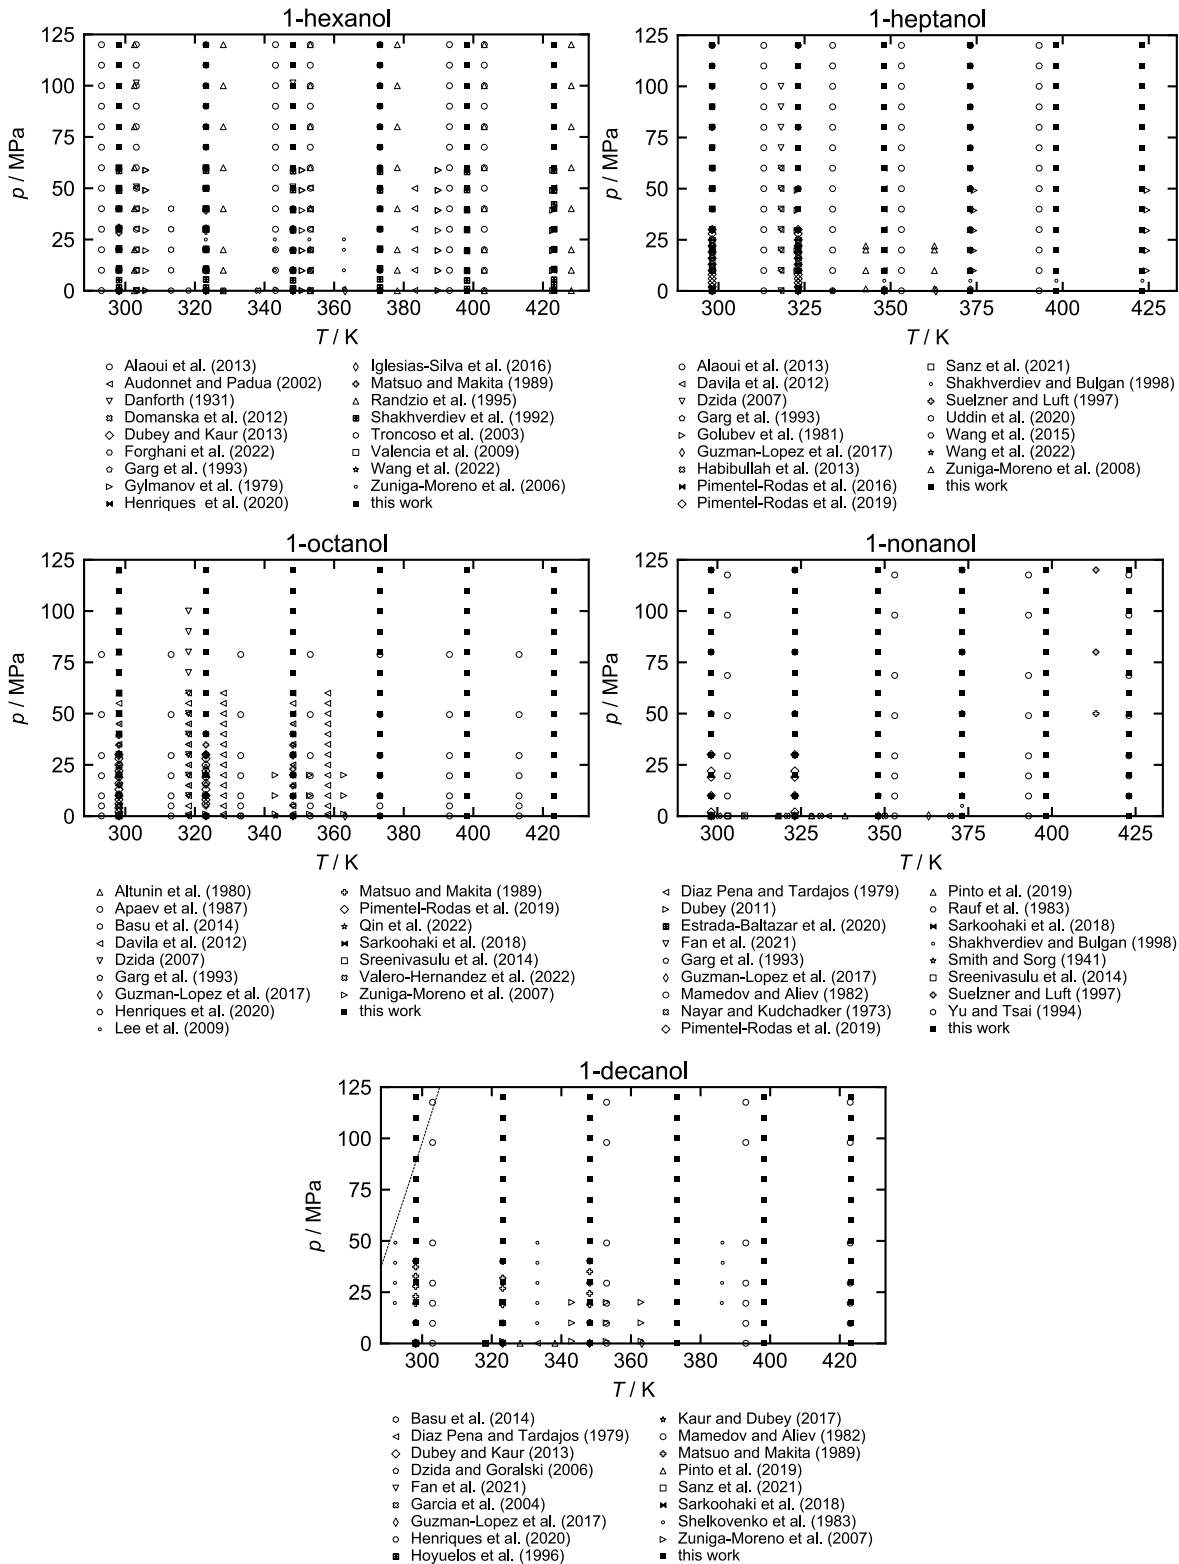 1-hexanol
1-heptanol
125
100
75
50
25
0
p / MPa
300 320 340 360 380 400 420
T / K
125
100
75
50
25
0
p / MPa
300 325 350 375 400 425
T / K
Alaoui et al. (2013)
Audonnet and Padua (2002)
Danforth (1931)
Domanska et al. (2012)
Dubey and Kaur (2013)
Forghani et al. (2022)
Garg et al. (1993)
Gylmanov et al. (1979)
Henriques et al. (2020)
Iglesias-Silva et al. (2016)
Matsuo and Makita (1989)
Randzio et al. (1995)
Shakhverdiev et al. (1992)
Troncoso et al. (2003)
Valencia et al. (2009)
Wang et al. (2022)
Zuniga-Moreno et al. (2006)
this work
Alaoui et al. (2013)
Davila et al. (2012)
Dzida (2007)
Garg et al. (1993)
Golubev et al. (1981)
Guzman-Lopez et al. (2017)
Habibullah et al. (2013)
Pimentel-Rodas et al. (2016)
Pimentel-Rodas et al. (2019)
Sanz et al. (2021)
Shakhverdiev and Bulgan (1998)
Suelzner and Luft (1997)
Uddin et al. (2020)
Wang et al. (2015)
Wang et al. (2022)
Zuniga-Moreno et al. (2008)
this work
1-octanol
1-nonanol
125
100
75
50
25
0
p / MPa
300 320 340 360 380 400 420
T / K
125
100
75
50
25
0
p / MPa
300 325 350 375 400 425
T / K
Altunin et al. (1980)
Apaev et al. (1987)
Basu et al. (2014)
Davila et al. (2012)
Dzida (2007)
Garg et al. (1993)
Guzman-Lopez et al. (2017)
Henriques et al. (2020)
Lee et al. (2009)
Matsuo and Makita (1989)
Pimentel-Rodas et al. (2019)
Qin et al. (2022)
Sarkoohaki et al. (2018)
Sreenivasulu et al. (2014)
Valero-Hernandez et al. (2022)
Zuniga-Moreno et al. (2007)
this work
Diaz Pena and Tardajos (1979)
Dubey (2011)
Estrada-Baltazar et al. (2020)
Fan et al. (2021)
Garg et al. (1993)
Guzman-Lopez et al. (2017)
Mamedov and Aliev (1982)
Nayar and Kudchadker (1973)
Pimentel-Rodas et al. (2019)
Pinto et al. (2019)
Rauf et al. (1983)
Sarkoohaki et al. (2018)
Shakhverdiev and Bulgan (1998)
Smith and Sorg (1941)
Sreenivasulu et al. (2014)
Suelzner and Luft (1997)
Yu and Tsai (1994)
this work
1-decanol
125
100
75
50
25
0
p / MPa
300 320 340 360 380 400 420
T / K
Basu et al. (2014)
Diaz Pena and Tardajos (1979)
Dubey and Kaur (2013)
Dzida and Goralski (2006)
Fan et al. (2021)
Garcia et al. (2004)
Guzman-Lopez et al. (2017)
Henriques et al. (2020)
Hoyuelos et al. (1996)
Kaur and Dubey (2017)
Mamedov and Aliev (1982)
Matsuo and Makita (1989)
Pinto et al. (2019)
Sanz et al. (2021)
Sarkoohaki et al. (2018)
Shelkovenko et al. (1983)
Zuniga-Moreno et al. (2007)
this work